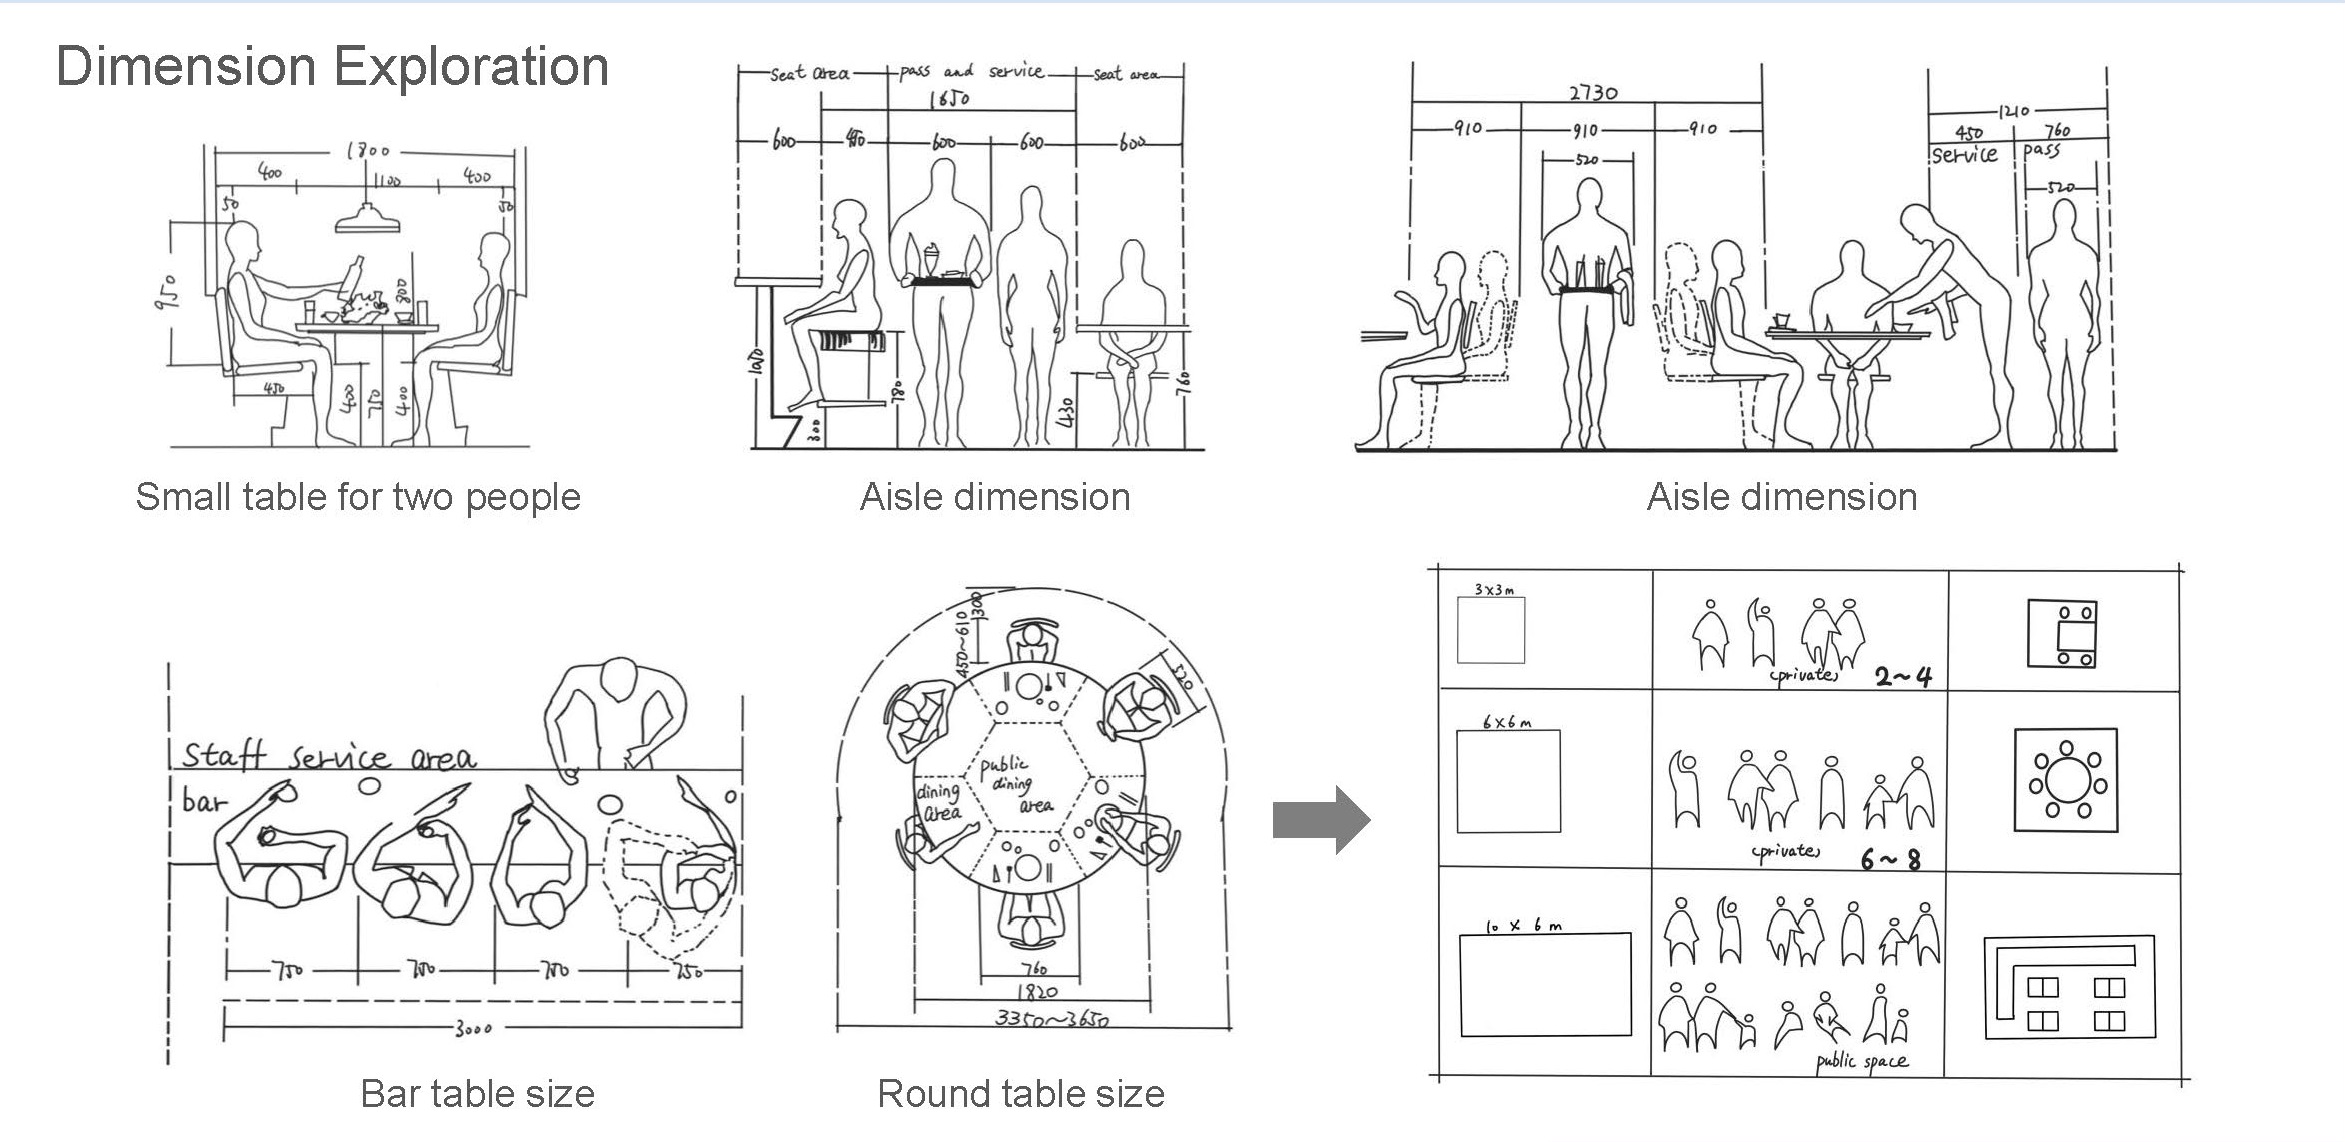 Dimension Exploration
1800
400 1100 400
50 50
950
800
450
400
750
400
Small table for two people
Seat area pass and service seat area
1650
600 450 600 600 600
1050
300
780
430
760
Aisle dimension
2730
910 910 910
520
1210
450 760
service pass
520
Aisle dimension
Staff service area
bar
750 750 750 750
3000
Bar table size
300
450~610
520
public
dining
area
dining
area
760
1820
3350~3650
Round table size
3x3m
(private) 2~4
6x6m
(private) 6~8
10 x 6m
public space